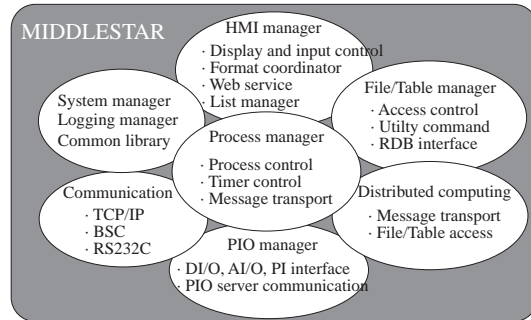 MIDDLESTAR
HMI manager
· Display and input control
· Format coordinator
· Web service
· List manager
System manager
Logging manager
Common library
File/Table manager
· Access control
· Utilty command
· RDB interface
Process manager
· Process control
· Timer control
· Message transport
Communication
· TCP/IP
· BSC
· RS232C
Distributed computing
· Message transport
· File/Table access
PIO manager
· DI/O, AI/O, PI interface
· PIO server communication